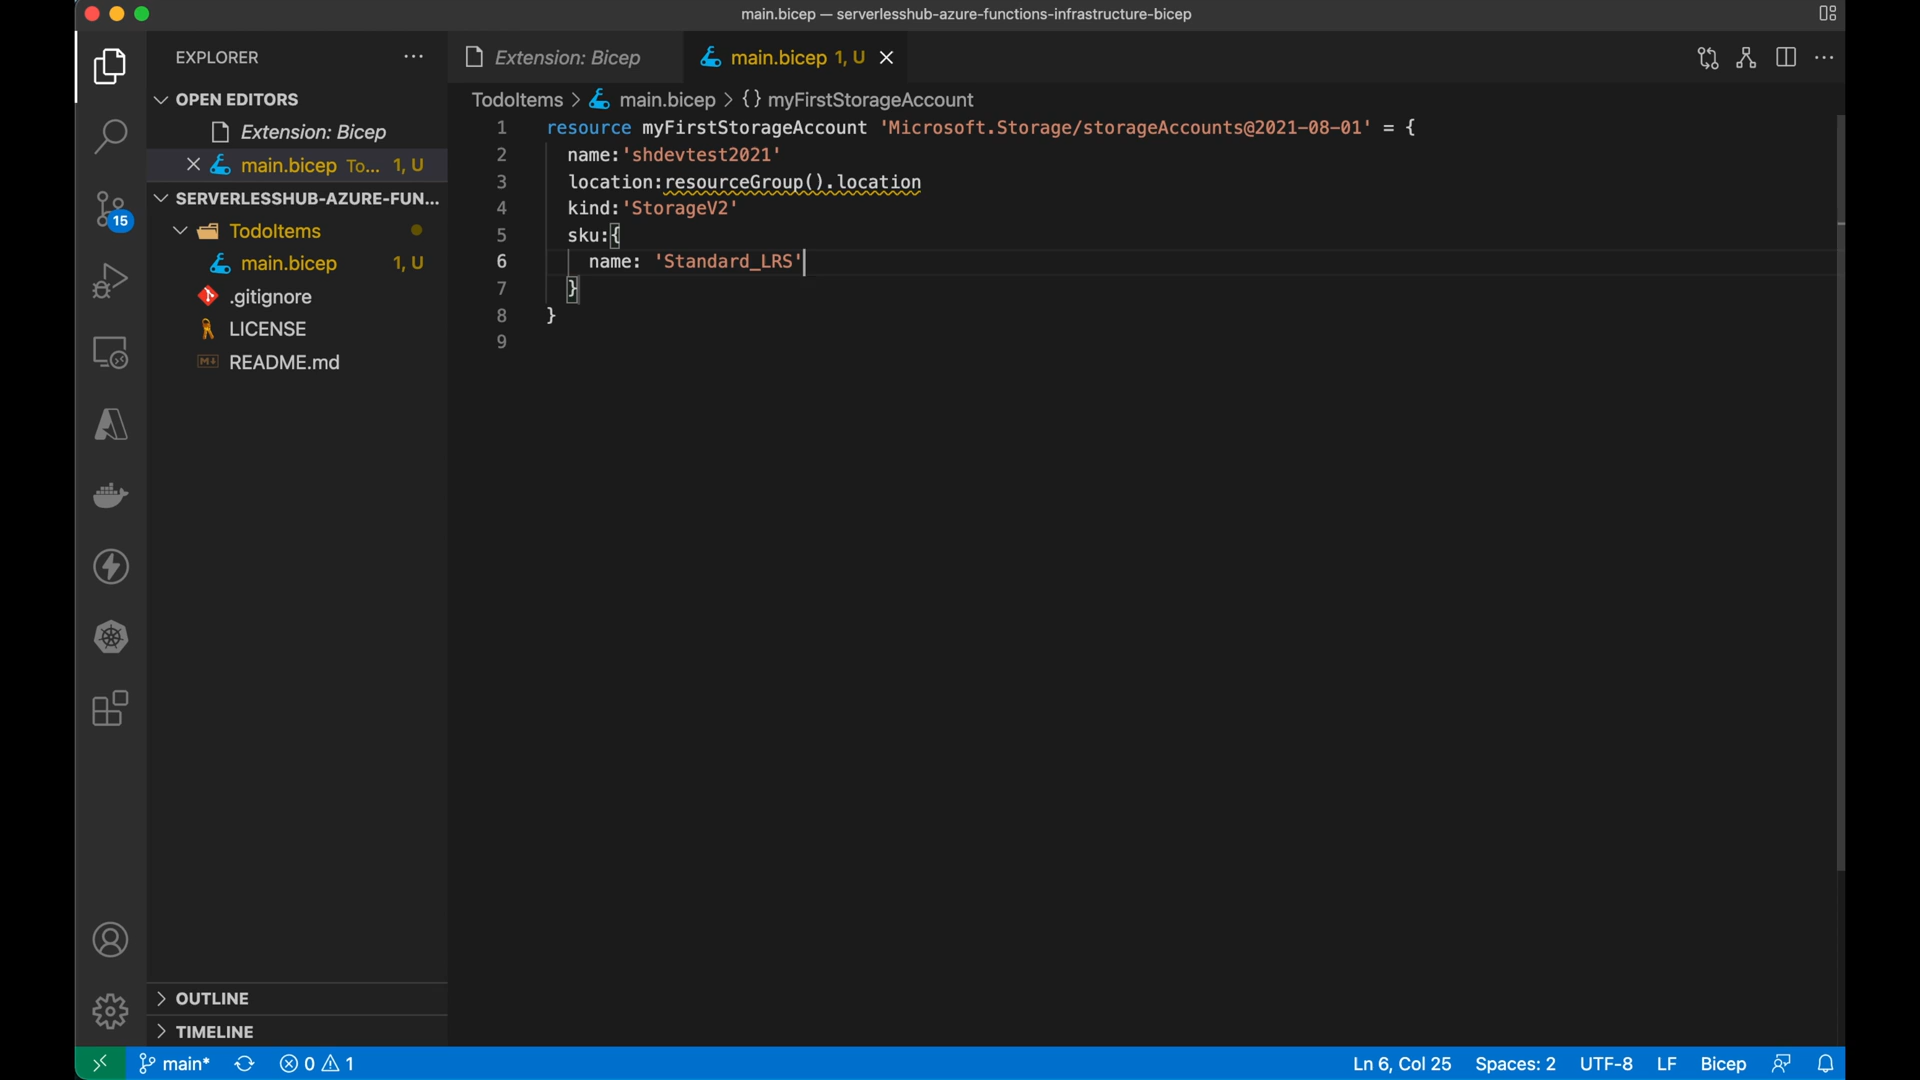 main.bicep — serverlesshub-azure-functions-infrastructure-bicep
EXPLORER
Extension: Bicep
main.bicep 1, U
OPEN EDITORS
TodoItems > main.bicep > {} myFirstStorageAccount
Extension: Bicep
main.bicep To... 1, U
SERVERLESSHUB-AZURE-FUN...
TodoItems
main.bicep 1, U
.gitignore
LICENSE
README.md
15
1 resource myFirstStorageAccount 'Microsoft.Storage/storageAccounts@2021-08-01' = {
2 name:'shdevtest2021'
3 location:resourceGroup().location
4 kind:'StorageV2'
5 sku:{
6 name: 'Standard_LRS'
7 }
8 }
9
OUTLINE
TIMELINE
main* 0 1 Ln 6, Col 25 Spaces: 2 UTF-8 LF Bicep